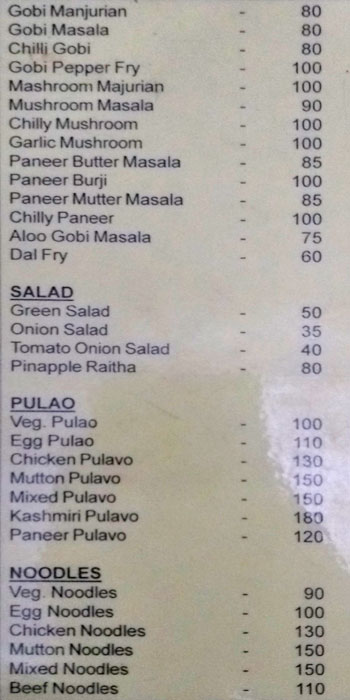 Gobi Manjurian - 80
Gobi Masala - 80
Chilli Gobi - 80
Gobi Pepper Fry - 100
Mashroom Majurian - 100
Mushroom Masala - 90
Chilly Mushroom - 100
Garlic Mushroom - 100
Paneer Butter Masala - 85
Paneer Burji - 100
Paneer Mutter Masala - 85
Chilly Paneer - 100
Aloo Gobi Masala - 75
Dal Fry - 60
SALAD
Green Salad - 50
Onion Salad - 35
Tomato Onion Salad - 40
Pinapple Raitha - 80
PULAO
Veg. Pulao - 100
Egg Pulao - 110
Chicken Pulavo - 130
Mutton Pulavo - 150
Mixed Pulavo - 150
Kashmiri Pulavo - 180
Paneer Pulavo - 120
NOODLES
Veg. Noodles - 90
Egg Noodles - 100
Chicken Noodles - 130
Mutton Noodles - 150
Mixed Noodles - 150
Beef Noodles - 110